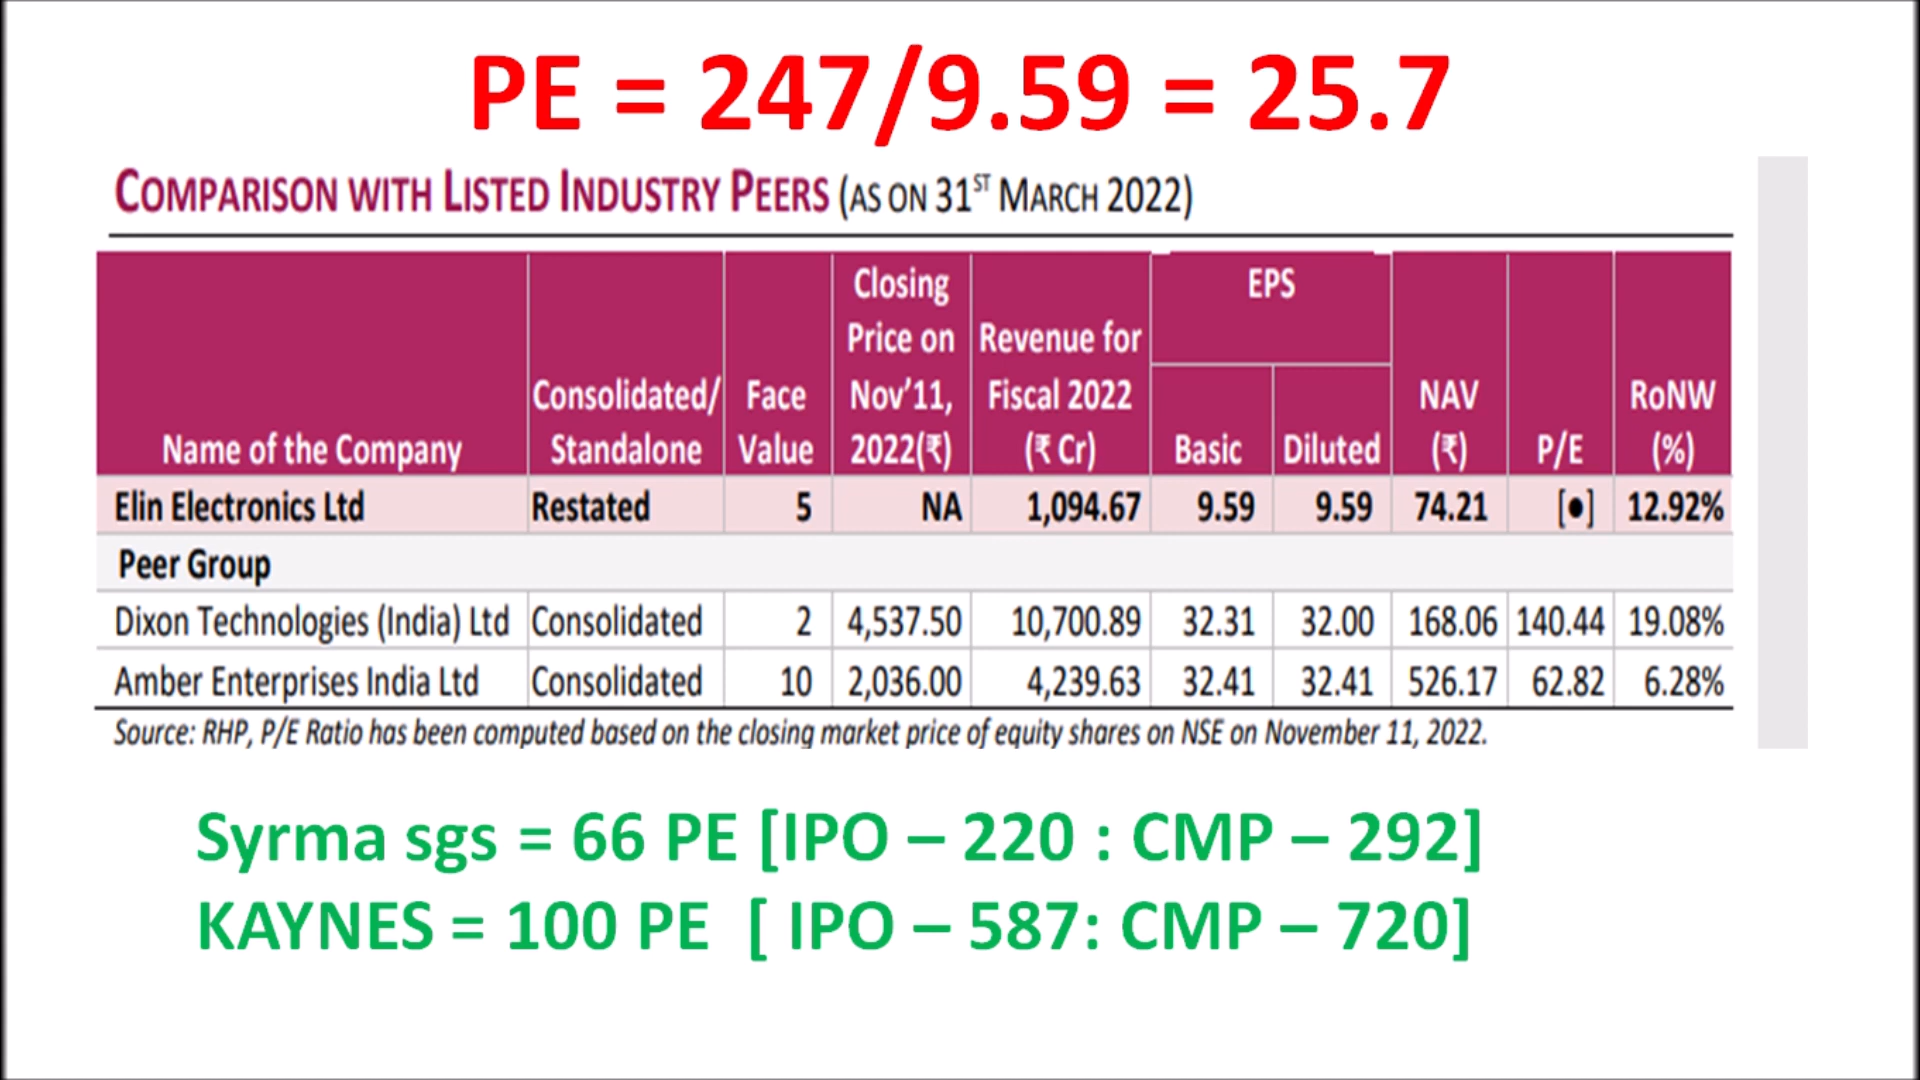 PE = 247/9.59 = 25.7
COMPARISON WITH LISTED INDUSTRY PEERS (AS ON 31ST MARCH 2022)
Name of the Company Consolidated/ Standalone Face Value Closing Price on Nov'11, 2022(₹) Revenue for Fiscal 2022 (₹ Cr) EPS Basic Diluted NAV (₹) P/E RoNW (%)
Elin Electronics Ltd Restated 5 NA 1,094.67 9.59 9.59 74.21 [●] 12.92%
Peer Group
Dixon Technologies (India) Ltd Consolidated 2 4,537.50 10,700.89 32.31 32.00 168.06 140.44 19.08%
Amber Enterprises India Ltd Consolidated 10 2,036.00 4,239.63 32.41 32.41 526.17 62.82 6.28%
Source: RHP, P/E Ratio has been computed based on the closing market price of equity shares on NSE on November 11, 2022.
Syrma sgs = 66 PE [IPO – 220 : CMP – 292]
KAYNES = 100 PE [ IPO – 587: CMP – 720]